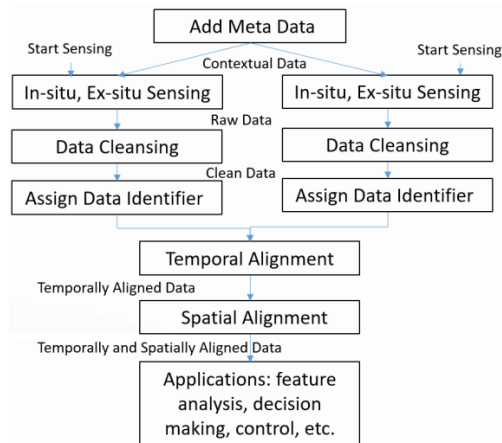 Add Meta Data
Start Sensing
Start Sensing
Contextual Data
In-situ, Ex-situ Sensing
In-situ, Ex-situ Sensing
Raw Data
Data Cleansing
Data Cleansing
Clean Data
Assign Data Identifier
Assign Data Identifier
Temporal Alignment
Temporally Aligned Data
Spatial Alignment
Temporally and Spatially Aligned Data
Applications: feature
analysis, decision
making, control, etc.